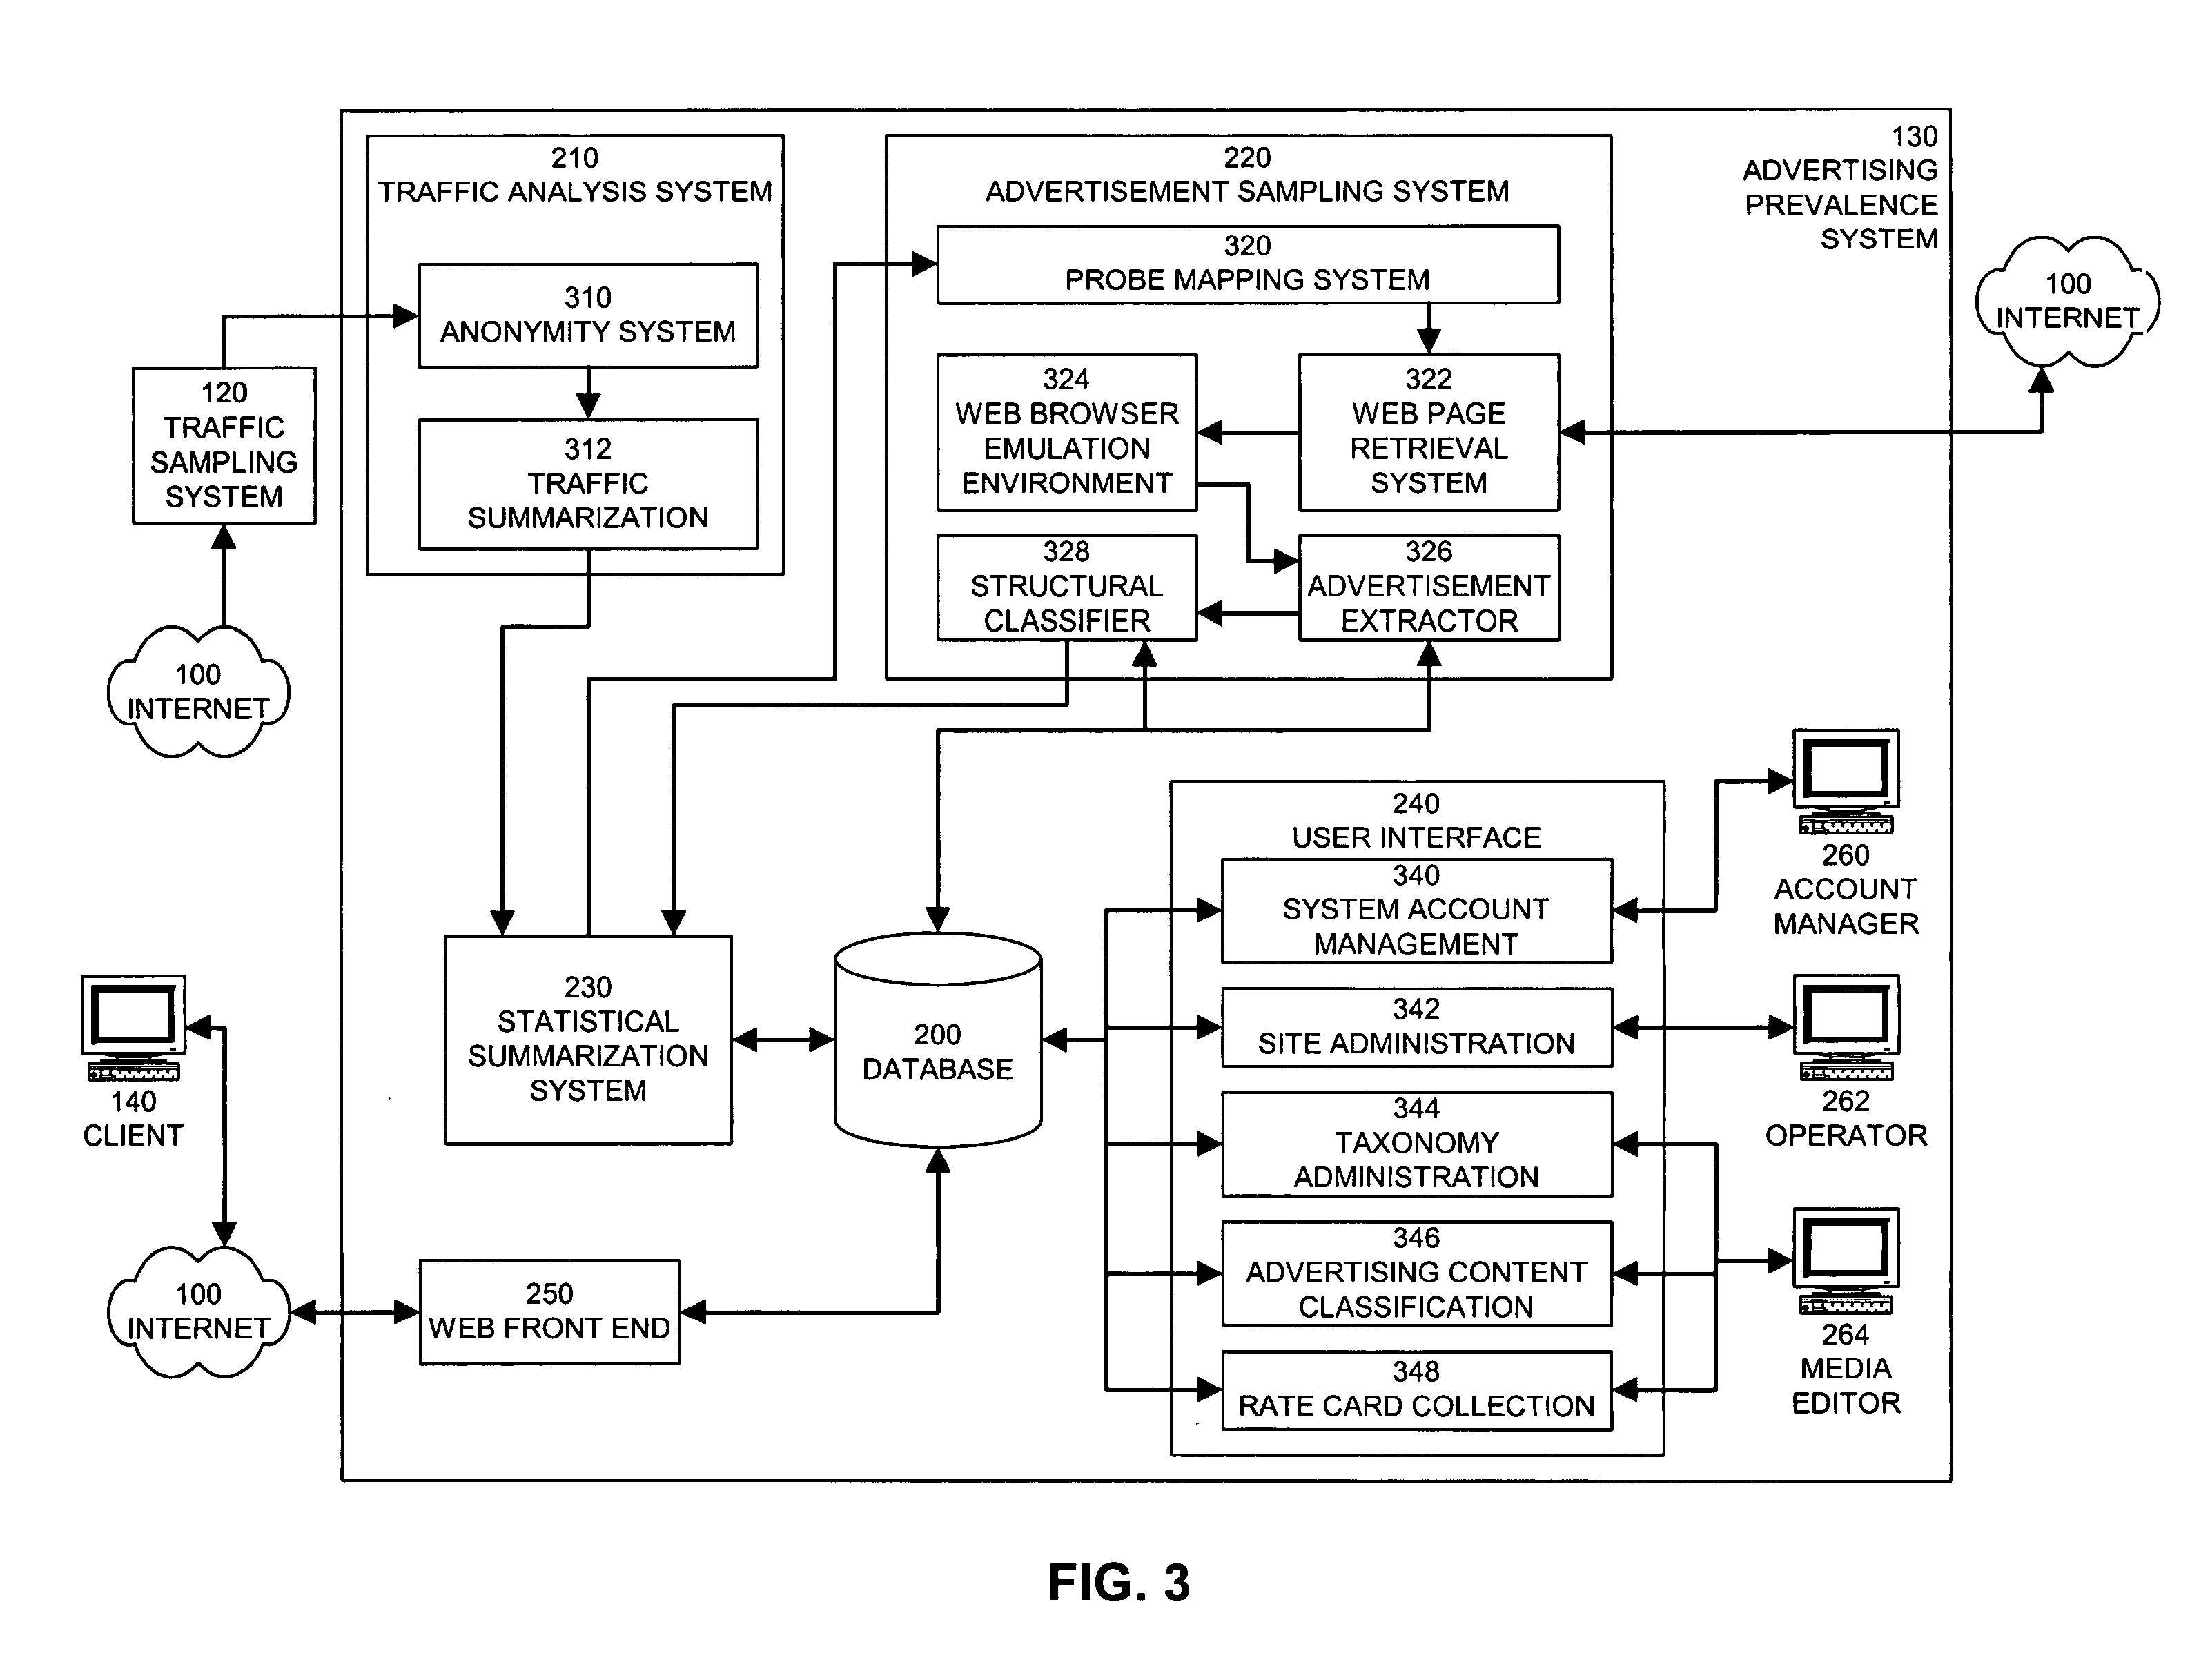 130
ADVERTISING
PREVALENCE
SYSTEM
210
TRAFFIC ANALYSIS SYSTEM
310
ANONYMITY SYSTEM
312
TRAFFIC
SUMMARIZATION
220
ADVERTISEMENT SAMPLING SYSTEM
320
PROBE MAPPING SYSTEM
324
WEB BROWSER
EMULATION
ENVIRONMENT
322
WEB PAGE
RETRIEVAL
SYSTEM
328
STRUCTURAL
CLASSIFIER
326
ADVERTISEMENT
EXTRACTOR
100
INTERNET
120
TRAFFIC
SAMPLING
SYSTEM
100
INTERNET
230
STATISTICAL
SUMMARIZATION
SYSTEM
200
DATABASE
240
USER INTERFACE
340
SYSTEM ACCOUNT
MANAGEMENT
342
SITE ADMINISTRATION
344
TAXONOMY
ADMINISTRATION
346
ADVERTISING CONTENT
CLASSIFICATION
348
RATE CARD COLLECTION
260
ACCOUNT
MANAGER
262
OPERATOR
264
MEDIA
EDITOR
140
CLIENT
100
INTERNET
250
WEB FRONT END
FIG. 3